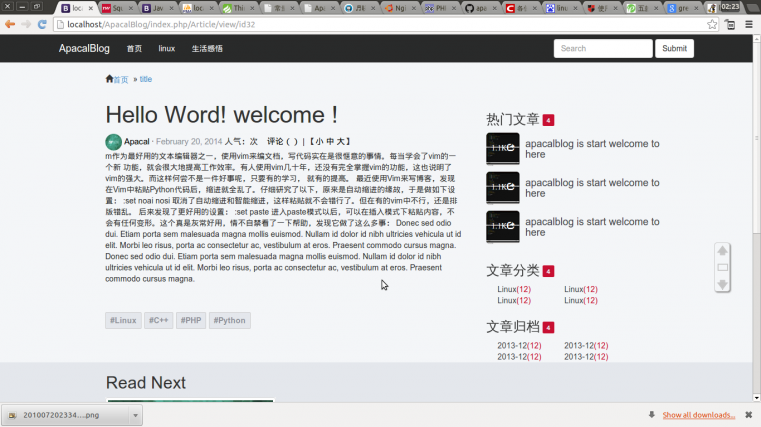 02:23
localhost/ApacalBlog/index.php/Article/view/id32
ApacalBlog 首页 linux 生活感悟 Search Submit
首页 » title
Hello Word! welcome !
Apacal · February 20, 2014 人气：次 评论 ( ) | 【小 中 大】
m作为最好用的文本编辑器之一，使用vim来编文档，写代码实在是很惬意的事情。每当学会了vim的一
个新 功能，就会很大地提高工作效率。有人使用vim几十年，还没有完全掌握vim的功能，这也说明了
vim的强大。而这样何尝不是一件好事呢，只要有的学习， 就有的提高。 最近使用Vim来写博客，发现
在Vim中粘贴Python代码后，缩进就全乱了。仔细研究了以下，原来是自动缩进的缘故，于是做如下设
置： :set noai nosi 取消了自动缩进和智能缩进，这样粘贴就不会错行了。但在有的vim中不行，还是排
版错乱。 后来发现了更好用的设置： :set paste 进入paste模式以后，可以在插入模式下粘贴内容，不
会有任何变形。这个真是灰常好用，情不自禁看了一下帮助，发现它做了这么多事： Donec sed odio
dui. Etiam porta sem malesuada magna mollis euismod. Nullam id dolor id nibh ultricies vehicula ut id
elit. Morbi leo risus, porta ac consectetur ac, vestibulum at eros. Praesent commodo cursus magna.
Donec sed odio dui. Etiam porta sem malesuada magna mollis euismod. Nullam id dolor id nibh
ultricies vehicula ut id elit. Morbi leo risus, porta ac consectetur ac, vestibulum at eros. Praesent
commodo cursus magna.
#Linux #C++ #PHP #Python
Read Next
热门文章 4
apacalblog is start welcome to
here
apacalblog is start welcome to
here
apacalblog is start welcome to
here
文章分类 4
Linux(12) Linux(12)
Linux(12) Linux(12)
文章归档 4
2013-12(12) 2013-12(12)
2013-12(12) 2013-12(12)
201007202334....png Show all downloads...